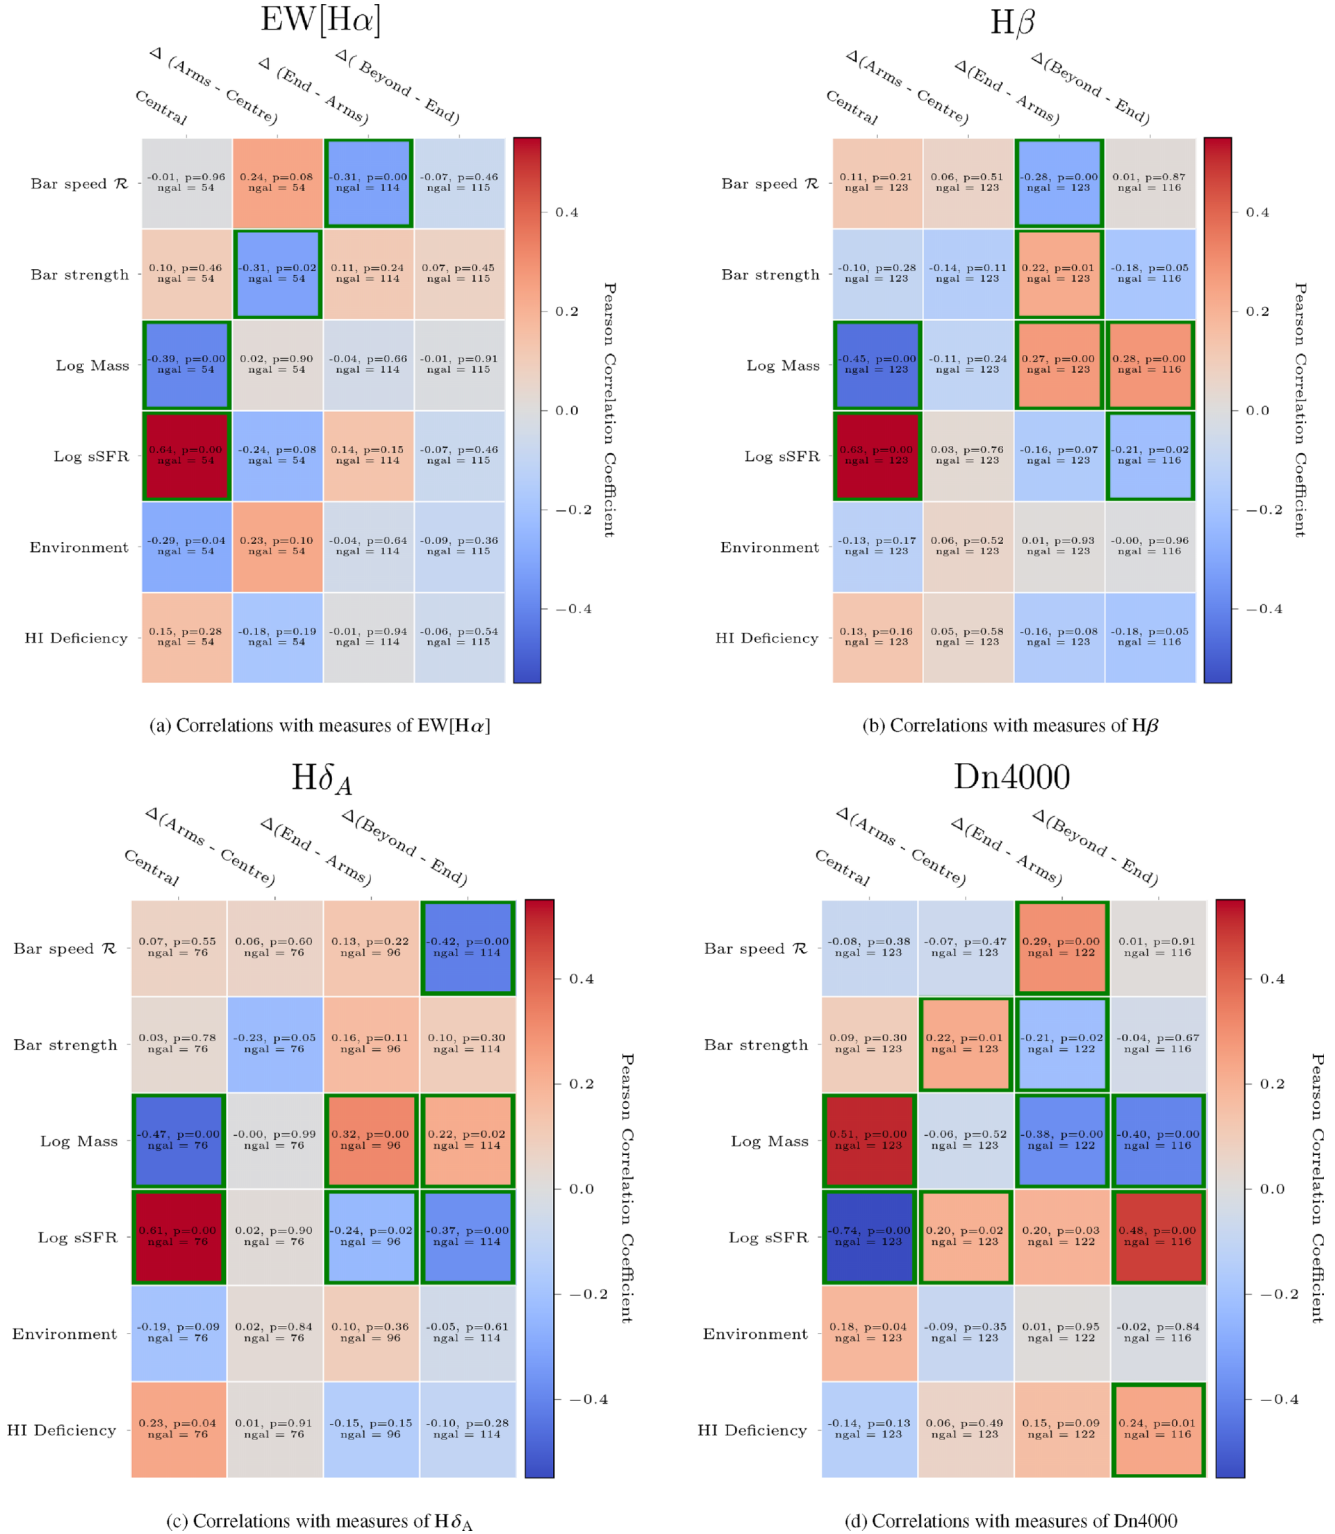 EW[Hα]
Central
Δ (Arms - Centre)
Δ (End - Arms)
Δ( Beyond - End)
Bar speed ℛ
-0.01, p=0.96
ngal = 54
0.24, p=0.08
ngal = 54
-0.31, p=0.00
ngal = 114
-0.07, p=0.46
ngal = 115
Bar strength
0.10, p=0.46
ngal = 54
-0.31, p=0.02
ngal = 54
0.11, p=0.24
ngal = 114
0.07, p=0.45
ngal = 115
Log Mass
-0.39, p=0.00
ngal = 54
0.02, p=0.90
ngal = 54
-0.04, p=0.66
ngal = 114
-0.01, p=0.91
ngal = 115
Log sSFR
0.64, p=0.00
ngal = 54
-0.24, p=0.08
ngal = 54
0.14, p=0.15
ngal = 114
-0.07, p=0.46
ngal = 115
Environment
-0.29, p=0.04
ngal = 54
0.23, p=0.10
ngal = 54
-0.04, p=0.64
ngal = 114
-0.09, p=0.36
ngal = 115
HI Deficiency
0.15, p=0.28
ngal = 54
-0.18, p=0.19
ngal = 54
-0.01, p=0.94
ngal = 114
-0.06, p=0.54
ngal = 115
0.4
0.2
0.0
−0.2
−0.4
Pearson Correlation Coefficient
(a) Correlations with measures of EW[Hα]
Hβ
Central
Δ(Arms - Centre)
Δ(End - Arms)
Δ(Beyond - End)
Bar speed ℛ
0.11, p=0.21
ngal = 123
0.06, p=0.51
ngal = 123
-0.28, p=0.00
ngal = 123
0.01, p=0.87
ngal = 116
Bar strength
-0.10, p=0.28
ngal = 123
-0.14, p=0.11
ngal = 123
0.22, p=0.01
ngal = 123
-0.18, p=0.05
ngal = 116
Log Mass
-0.45, p=0.00
ngal = 123
-0.11, p=0.24
ngal = 123
0.27, p=0.00
ngal = 123
0.28, p=0.00
ngal = 116
Log sSFR
0.63, p=0.00
ngal = 123
0.03, p=0.76
ngal = 123
-0.16, p=0.07
ngal = 123
-0.21, p=0.02
ngal = 116
Environment
-0.13, p=0.17
ngal = 123
0.06, p=0.52
ngal = 123
0.01, p=0.93
ngal = 123
-0.00, p=0.96
ngal = 116
HI Deficiency
0.13, p=0.16
ngal = 123
0.05, p=0.58
ngal = 123
-0.16, p=0.08
ngal = 123
-0.18, p=0.05
ngal = 116
0.4
0.2
0.0
−0.2
−0.4
Pearson Correlation Coefficient
(b) Correlations with measures of Hβ
Hδ_A
Central
Δ(Arms - Centre)
Δ(End - Arms)
Δ(Beyond - End)
Bar speed ℛ
0.07, p=0.55
ngal = 76
0.06, p=0.60
ngal = 76
0.13, p=0.22
ngal = 96
-0.42, p=0.00
ngal = 114
Bar strength
0.03, p=0.78
ngal = 76
-0.23, p=0.05
ngal = 76
0.16, p=0.11
ngal = 96
0.10, p=0.30
ngal = 114
Log Mass
-0.47, p=0.00
ngal = 76
-0.00, p=0.99
ngal = 76
0.32, p=0.00
ngal = 96
0.22, p=0.02
ngal = 114
Log sSFR
0.61, p=0.00
ngal = 76
0.02, p=0.90
ngal = 76
-0.24, p=0.02
ngal = 96
-0.37, p=0.00
ngal = 114
Environment
-0.19, p=0.09
ngal = 76
0.02, p=0.84
ngal = 76
0.10, p=0.36
ngal = 96
-0.05, p=0.61
ngal = 114
HI Deficiency
0.23, p=0.04
ngal = 76
0.01, p=0.91
ngal = 76
-0.15, p=0.15
ngal = 96
-0.10, p=0.28
ngal = 114
0.4
0.2
0.0
−0.2
−0.4
Pearson Correlation Coefficient
(c) Correlations with measures of Hδ_A
Dn4000
Central
Δ(Arms - Centre)
Δ(End - Arms)
Δ(Beyond - End)
Bar speed ℛ
-0.08, p=0.38
ngal = 123
-0.07, p=0.47
ngal = 123
0.29, p=0.00
ngal = 122
0.01, p=0.91
ngal = 116
Bar strength
0.09, p=0.30
ngal = 123
0.22, p=0.01
ngal = 123
-0.21, p=0.02
ngal = 122
-0.04, p=0.67
ngal = 116
Log Mass
0.51, p=0.00
ngal = 123
-0.06, p=0.52
ngal = 123
-0.38, p=0.00
ngal = 122
-0.40, p=0.00
ngal = 116
Log sSFR
-0.74, p=0.00
ngal = 123
0.20, p=0.02
ngal = 123
0.20, p=0.03
ngal = 122
0.48, p=0.00
ngal = 116
Environment
0.18, p=0.04
ngal = 123
-0.09, p=0.35
ngal = 123
0.01, p=0.95
ngal = 122
-0.02, p=0.84
ngal = 116
HI Deficiency
-0.14, p=0.13
ngal = 123
0.06, p=0.49
ngal = 123
0.15, p=0.09
ngal = 122
0.24, p=0.01
ngal = 116
0.4
0.2
0.0
−0.2
−0.4
Pearson Correlation Coefficient
(d) Correlations with measures of Dn4000